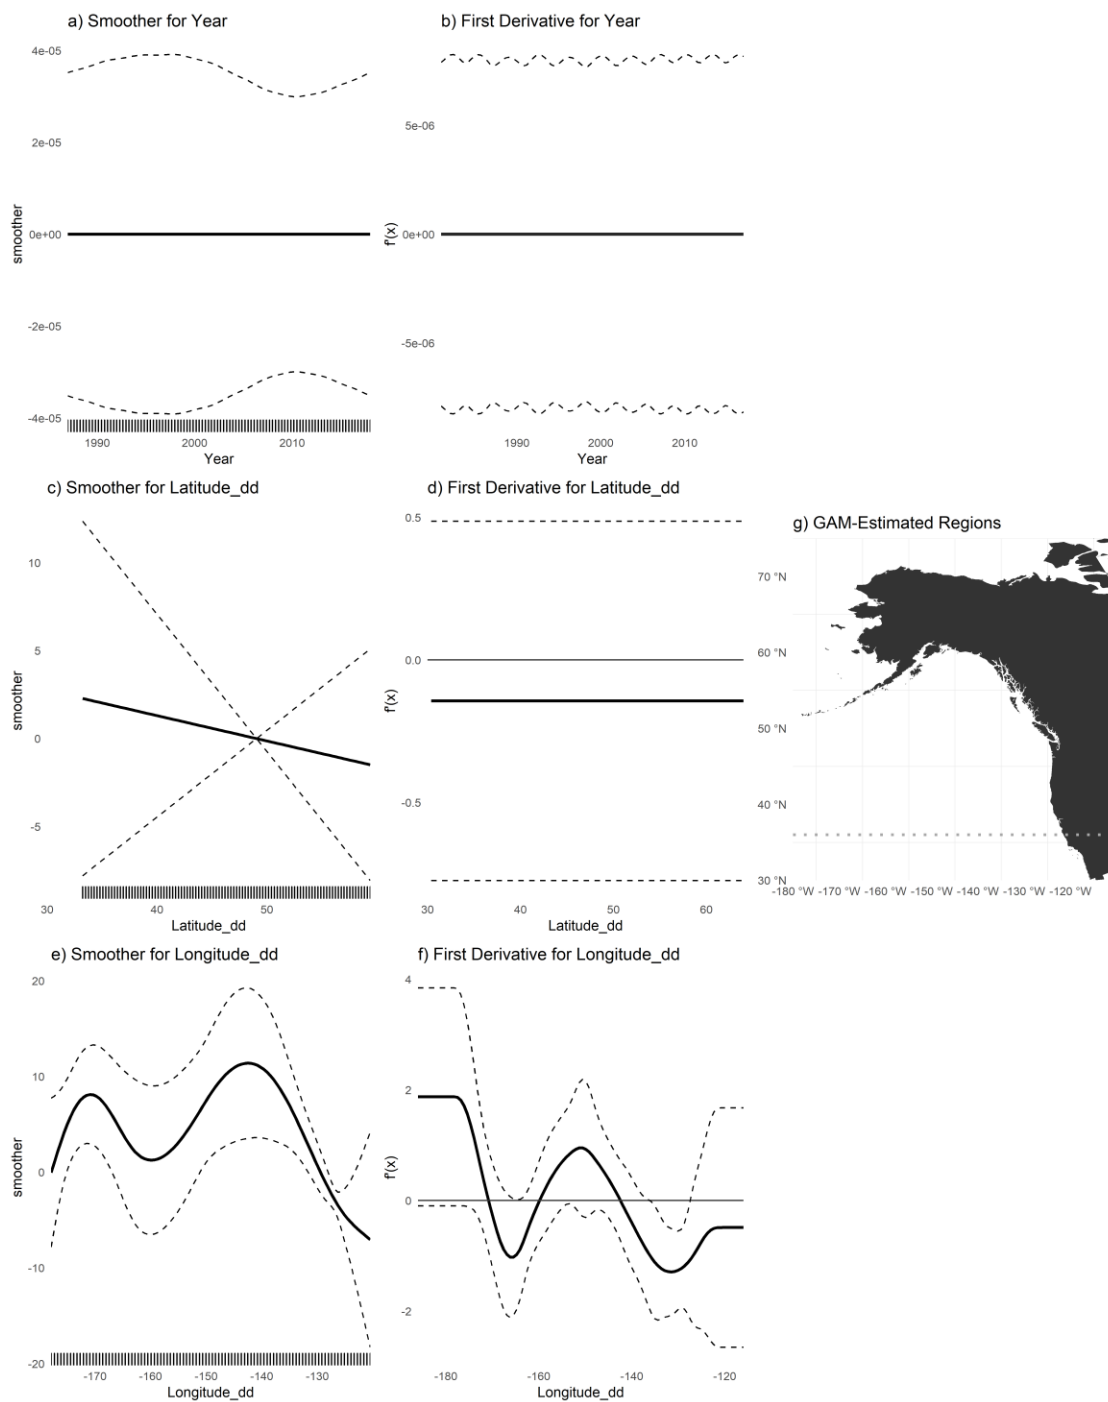 a) Smoother for Year
b) First Derivative for Year
4e-05
2e-05
0e+00
-2e-05
-4e-05
smoother
1990 2000 2010
Year
5e-06
0e+00
-5e-06
f'(x)
1990 2000 2010
Year
c) Smoother for Latitude_dd
d) First Derivative for Latitude_dd
10
5
0
-5
smoother
30 40 50
Latitude_dd
0.5
0.0
-0.5
f'(x)
30 40 50 60
Latitude_dd
g) GAM-Estimated Regions
70 °N
60 °N
50 °N
40 °N
30 °N
-180 °W -170 °W -160 °W -150 °W -140 °W -130 °W -120 °W
e) Smoother for Longitude_dd
f) First Derivative for Longitude_dd
20
10
0
-10
-20
smoother
-170 -160 -150 -140 -130
Longitude_dd
4
2
0
-2
f'(x)
-180 -160 -140 -120
Longitude_dd